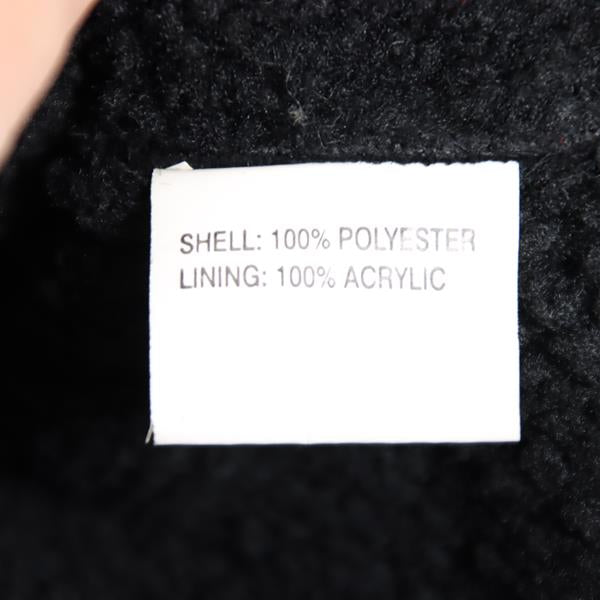 SHELL: 100% POLYESTER
LINING: 100% ACRYLIC